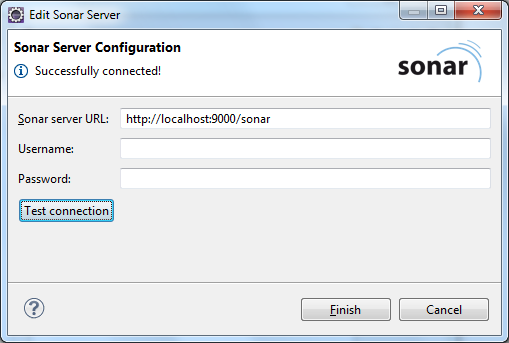 Edit Sonar Server
Sonar Server Configuration
Successfully connected!
sonar
Sonar server URL: http://localhost:9000/sonar
Username:
Password:
Test connection
Finish
Cancel